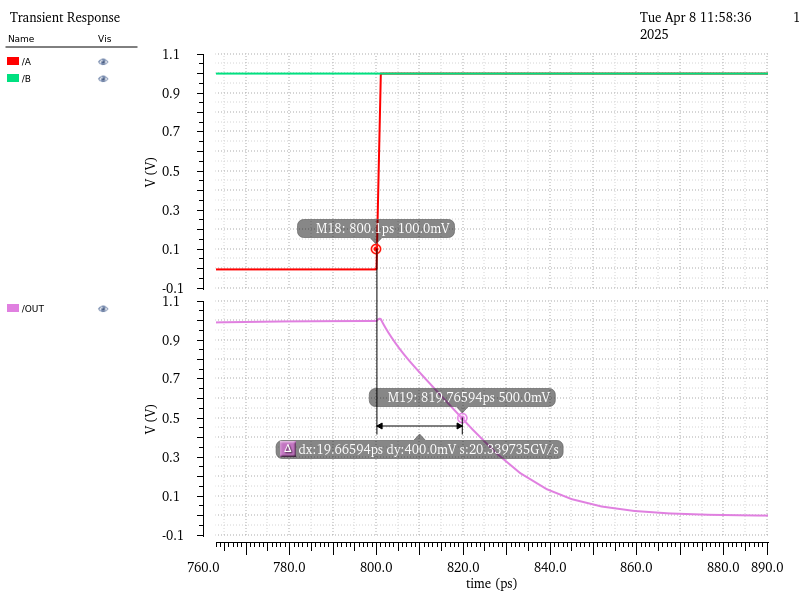 Transient Response
Tue Apr 8 11:58:36 2025
1
Name Vis
/A
/B
1.1
0.9
0.7
0.5
0.3
0.1
-0.1
V (V)
M18: 800.1ps 100.0mV
/OUT
1.1
0.9
0.7
0.5
0.3
0.1
-0.1
V (V)
M19: 819.76594ps 500.0mV
Δ dx:19.66594ps dy:400.0mV s:20.339735GV/s
760.0 780.0 800.0 820.0 840.0 860.0 880.0 890.0
time (ps)